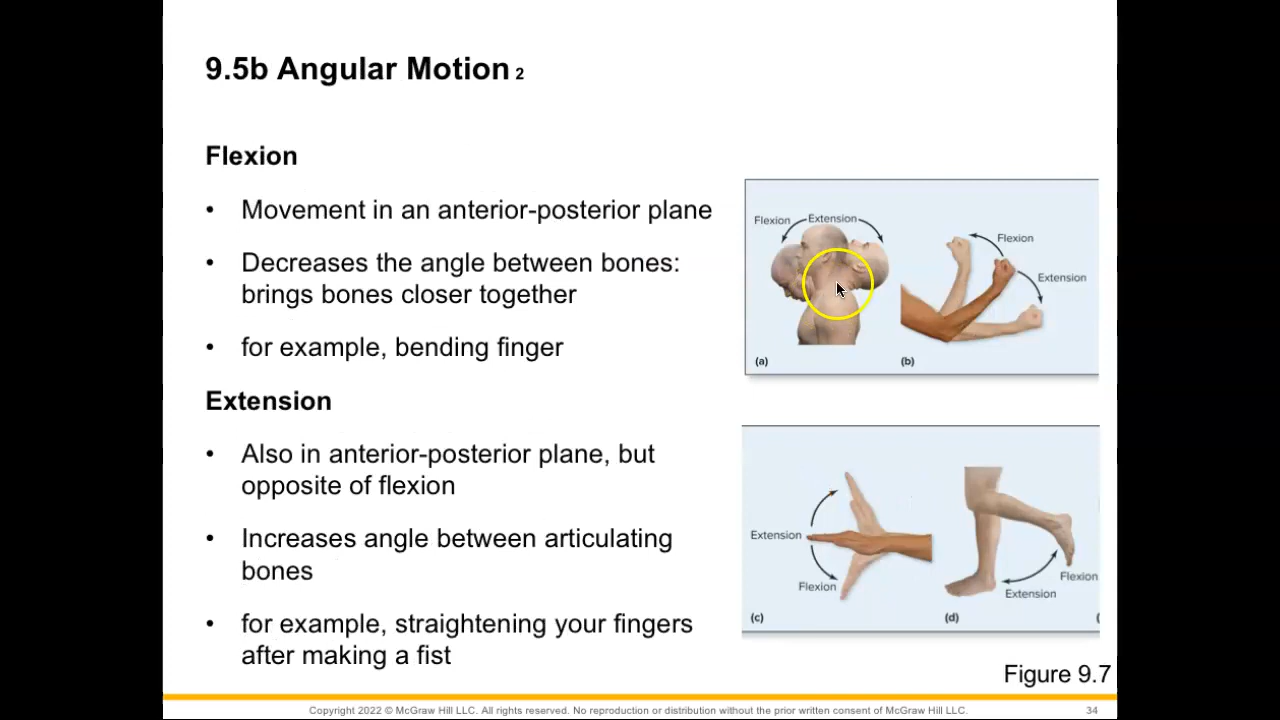 9.5b Angular Motion 2
Flexion
• Movement in an anterior-posterior plane
• Decreases the angle between bones:
brings bones closer together
• for example, bending finger
Extension
• Also in anterior-posterior plane, but
opposite of flexion
• Increases angle between articulating
bones
• for example, straightening your fingers
after making a fist
Flexion Extension
Flexion
Extension
(a) (b)
Extension
Flexion
Flexion
Extension
(c) (d) (
Figure 9.7
Copyright 2022 © McGraw Hill LLC. All rights reserved. No reproduction or distribution without the prior written consent of McGraw Hill LLC. 34